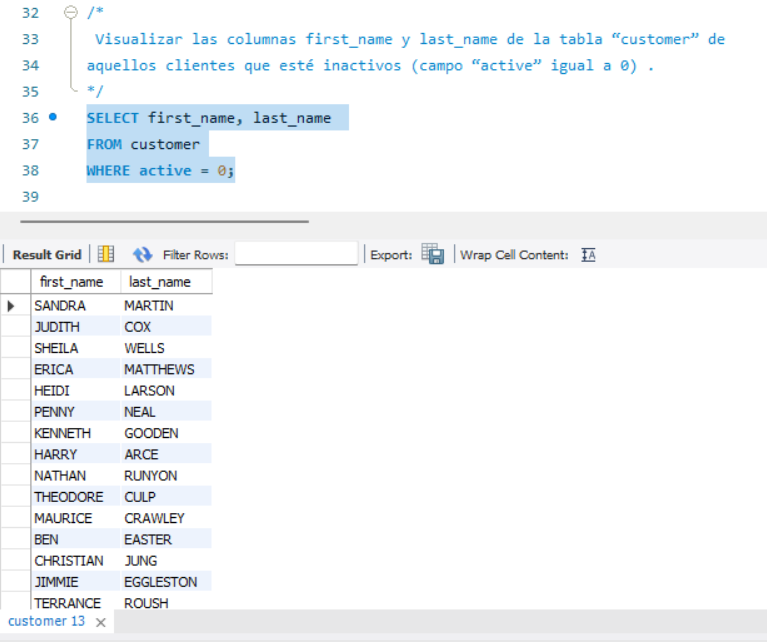 32 /*
33 Visualizar las columnas first_name y last_name de la tabla “customer” de
34 aquellos clientes que esté inactivos (campo “active” igual a 0) .
35 */
36 SELECT first_name, last_name
37 FROM customer
38 WHERE active = 0;
39
Result Grid Filter Rows: Export: Wrap Cell Content: IA
first_name last_name
SANDRA MARTIN
JUDITH COX
SHEILA WELLS
ERICA MATTHEWS
HEIDI LARSON
PENNY NEAL
KENNETH GOODEN
HARRY ARCE
NATHAN RUNYON
THEODORE CULP
MAURICE CRAWLEY
BEN EASTER
CHRISTIAN JUNG
JIMMIE EGGLESTON
TERRANCE ROUSH
customer 13 ×